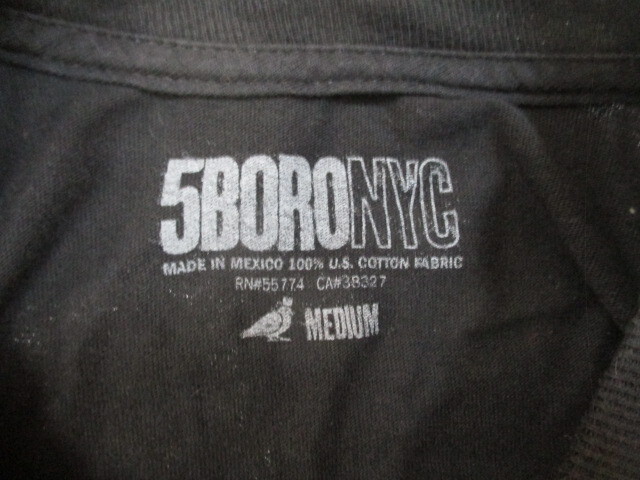 5BORONYC
MADE IN MEXICO 100% U.S. COTTON FABRIC
RN#55774 CA#38327
MEDIUM